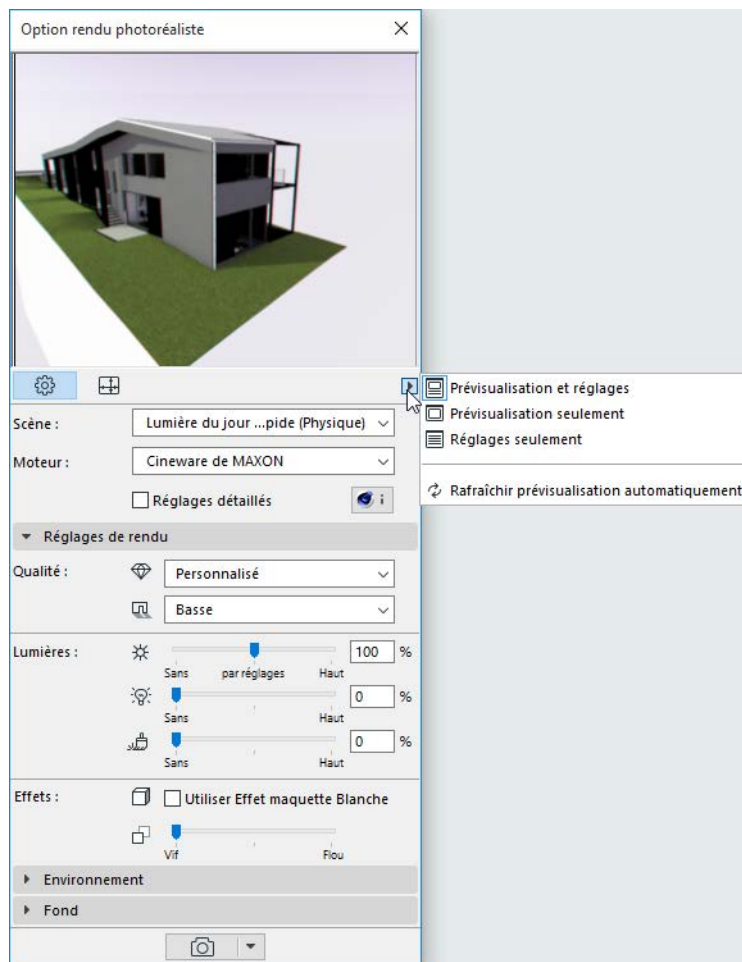 Option rendu photoréaliste
Prévisualisation et réglages
Prévisualisation seulement
Réglages seulement
Rafraîchir prévisualisation automatiquement
Scène :
Lumière du jour ...pide (Physique)
Moteur :
Cineware de MAXON
Réglages détaillés
i
Réglages de rendu
Qualité :
Personnalisé
Basse
Lumières :
100 %
Sans par réglages Haut
0 %
Sans Haut
0 %
Sans Haut
Effets :
Utiliser Effet maquette Blanche
Vif Flou
Environnement
Fond